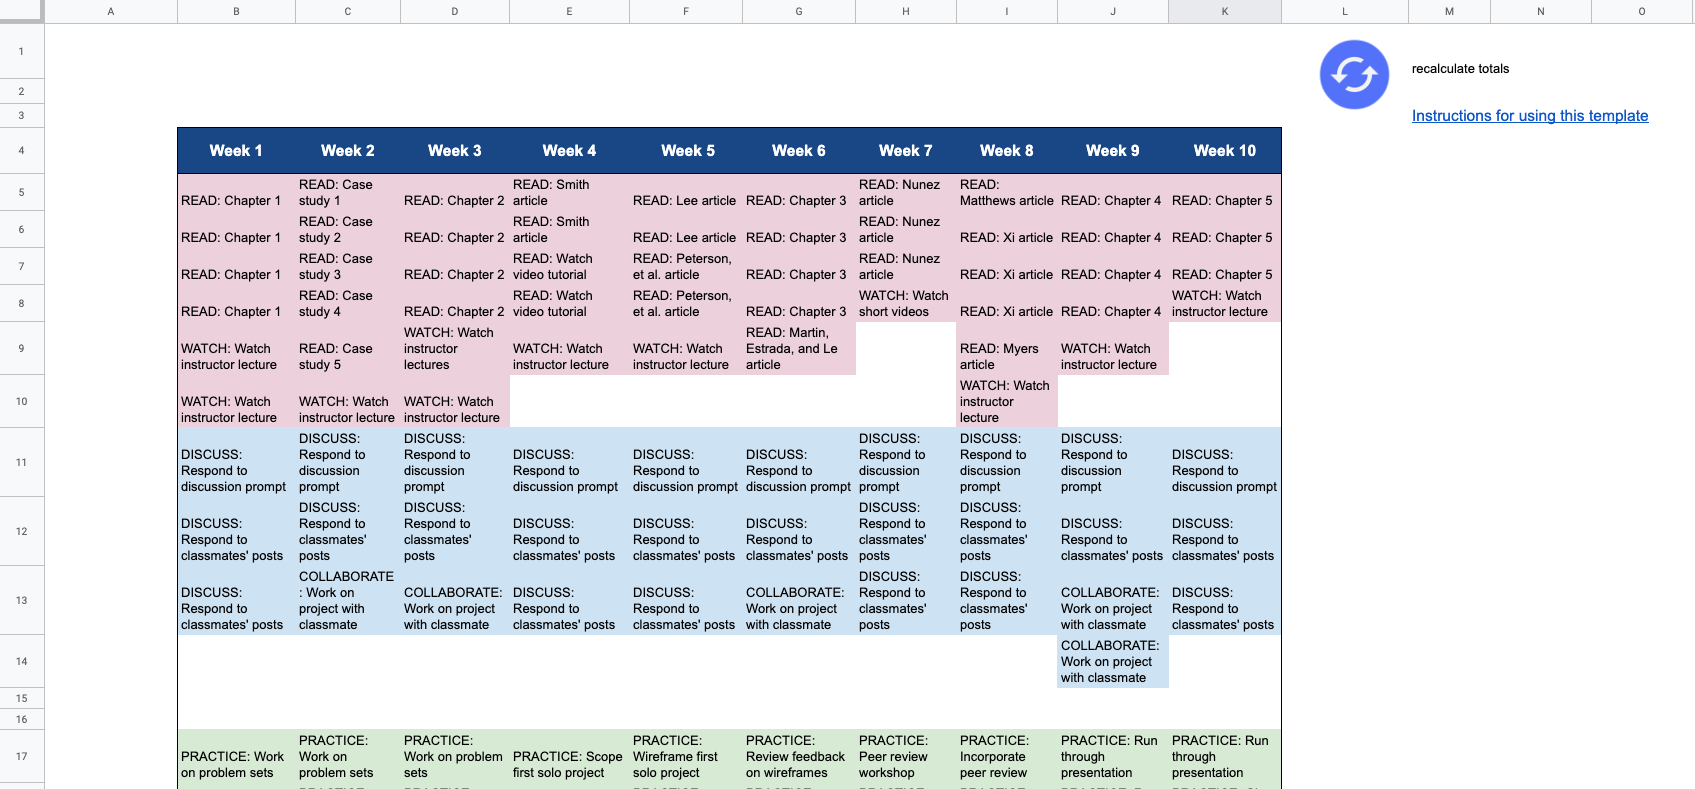 A B C D E F G H I J K L M N O
1
recalculate totals
2
3
Instructions for using this template
4
Week 1 Week 2 Week 3 Week 4 Week 5 Week 6 Week 7 Week 8 Week 9 Week 10
5
READ: Chapter 1
READ: Case
study 1
READ: Chapter 2
READ: Smith
article
READ: Lee article
READ: Chapter 3
READ: Nunez
article
READ:
Matthews article
READ: Chapter 4
READ: Chapter 5
6
READ: Chapter 1
READ: Case
study 2
READ: Chapter 2
READ: Smith
article
READ: Lee article
READ: Chapter 3
READ: Nunez
article
READ: Xi article
READ: Chapter 4
READ: Chapter 5
7
READ: Chapter 1
READ: Case
study 3
READ: Chapter 2
READ: Watch
video tutorial
READ: Peterson,
et al. article
READ: Chapter 3
READ: Nunez
article
READ: Xi article
READ: Chapter 4
READ: Chapter 5
8
READ: Chapter 1
READ: Case
study 4
READ: Chapter 2
READ: Watch
video tutorial
READ: Peterson,
et al. article
READ: Chapter 3
WATCH: Watch
short videos
READ: Xi article
READ: Chapter 4
WATCH: Watch
instructor lecture
9
WATCH: Watch
instructor lecture
READ: Case
study 5
WATCH: Watch
instructor
lectures
WATCH: Watch
instructor lecture
WATCH: Watch
instructor lecture
READ: Martin,
Estrada, and Le
article
READ: Myers
article
WATCH: Watch
instructor lecture
10
WATCH: Watch
instructor lecture
WATCH: Watch
instructor lecture
WATCH: Watch
instructor lecture
WATCH: Watch
instructor
lecture
11
DISCUSS:
Respond to
discussion prompt
DISCUSS:
Respond to
discussion
prompt
DISCUSS:
Respond to
discussion
prompt
DISCUSS:
Respond to
discussion prompt
DISCUSS:
Respond to
discussion prompt
DISCUSS:
Respond to
discussion prompt
DISCUSS:
Respond to
discussion
prompt
DISCUSS:
Respond to
discussion
prompt
DISCUSS:
Respond to
discussion
prompt
DISCUSS:
Respond to
discussion prompt
12
DISCUSS:
Respond to
classmates' posts
DISCUSS:
Respond to
classmates'
posts
DISCUSS:
Respond to
classmates'
posts
DISCUSS:
Respond to
classmates' posts
DISCUSS:
Respond to
classmates' posts
DISCUSS:
Respond to
classmates' posts
DISCUSS:
Respond to
classmates'
posts
DISCUSS:
Respond to
classmates'
posts
DISCUSS:
Respond to
classmates' posts
DISCUSS:
Respond to
classmates' posts
13
DISCUSS:
Respond to
classmates' posts
COLLABORATE
: Work on
project with
classmate
COLLABORATE:
Work on project
with classmate
DISCUSS:
Respond to
classmates' posts
DISCUSS:
Respond to
classmates' posts
COLLABORATE:
Work on project
with classmate
DISCUSS:
Respond to
classmates'
posts
DISCUSS:
Respond to
classmates'
posts
COLLABORATE:
Work on project
with classmate
DISCUSS:
Respond to
classmates' posts
14
COLLABORATE:
Work on project
with classmate
15
16
17
PRACTICE: Work
on problem sets
PRACTICE:
Work on
problem sets
PRACTICE:
Work on problem
sets
PRACTICE: Scope
first solo project
PRACTICE:
Wireframe first
solo project
PRACTICE:
Review feedback
on wireframes
PRACTICE:
Peer review
workshop
PRACTICE:
Incorporate
peer review
PRACTICE: Run
through
presentation
PRACTICE: Run
through
presentation